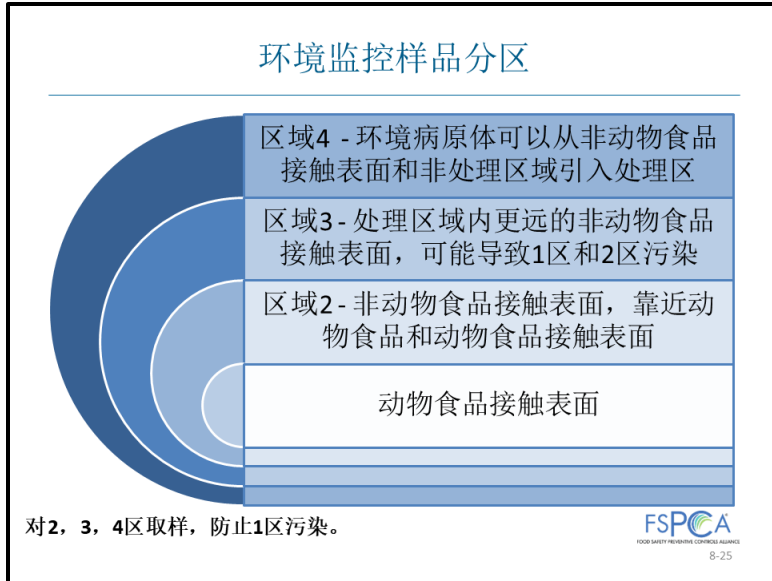 环境监控样品分区
区域4 - 环境病原体可以从非动物食品
接触表面和非处理区域引入处理区
区域3- 处理区域内更远的非动物食品
接触表面，可能导致1区和2区污染
区域2 - 非动物食品接触表面，靠近动
物食品和动物食品接触表面
动物食品接触表面
对2，3，4区取样，防止1区污染。
FSPCA
FOOD SAFETY PREVENTIVE CONTROLS ALLIANCE
8-25